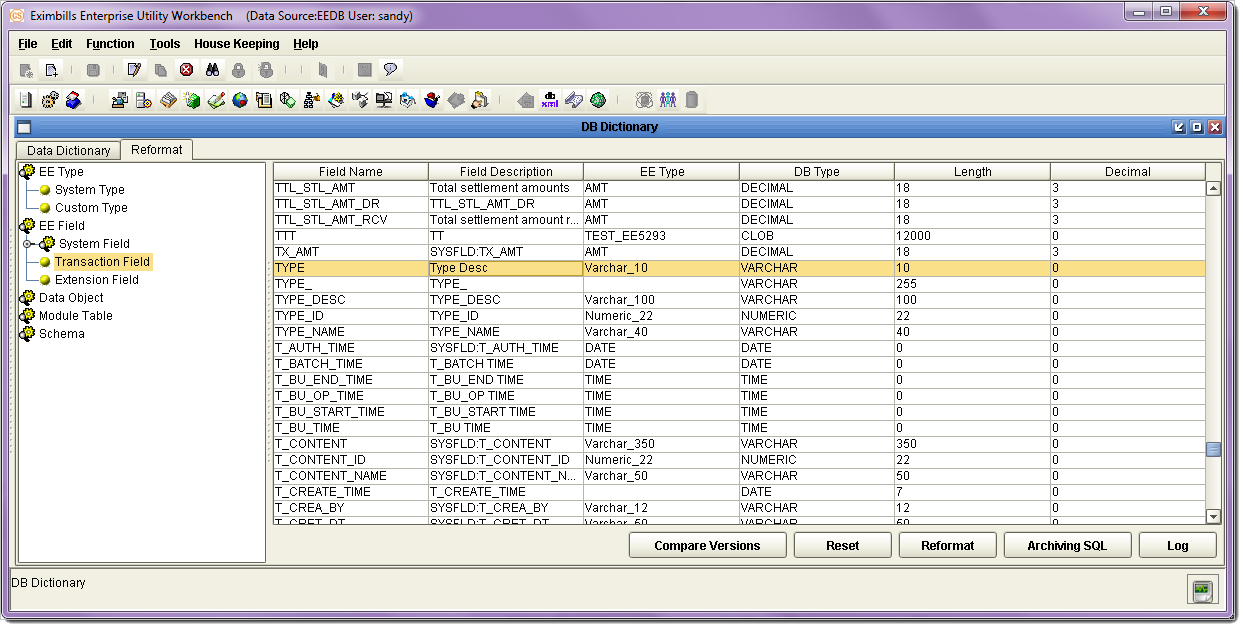 Eximbills Enterprise Utility Workbench (Data Source:EEDB User: sandy)
File Edit Function Tools House Keeping Help
DB Dictionary
Data Dictionary Reformat
EE Type
System Type
Custom Type
EE Field
System Field
Transaction Field
Extension Field
Data Object
Module Table
Schema
Field Name Field Description EE Type DB Type Length Decimal
TTL_STL_AMT Total settlement amounts AMT DECIMAL 18 3
TTL_STL_AMT_DR TTL_STL_AMT_DR AMT DECIMAL 18 3
TTL_STL_AMT_RCV Total settlement amount r... AMT DECIMAL 18 3
TTT TT TEST_EE5293 CLOB 12000 0
TX_AMT SYSFLD:TX_AMT AMT DECIMAL 18 3
TYPE Type Desc Varchar_10 VARCHAR 10 0
TYPE_ TYPE_ VARCHAR 255 0
TYPE_DESC TYPE_DESC Varchar_100 VARCHAR 100 0
TYPE_ID TYPE_ID Numeric_22 NUMERIC 22 0
TYPE_NAME TYPE_NAME Varchar_40 VARCHAR 40 0
T_AUTH_TIME SYSFLD:T_AUTH_TIME DATE DATE 0 0
T_BATCH_TIME T_BATCH TIME DATE DATE 0 0
T_BU_END_TIME T_BU_END TIME TIME TIME 0 0
T_BU_OP_TIME T_BU_OP TIME TIME TIME 0 0
T_BU_START_TIME T_BU_START TIME TIME TIME 0 0
T_BU_TIME T_BU TIME TIME TIME 0 0
T_CONTENT SYSFLD:T_CONTENT Varchar_350 VARCHAR 350 0
T_CONTENT_ID SYSFLD:T_CONTENT_ID Numeric_22 NUMERIC 22 0
T_CONTENT_NAME SYSFLD:T_CONTENT_N... Varchar_50 VARCHAR 50 0
T_CREATE_TIME T_CREATE_TIME DATE 7 0
T_CREA_BY SYSFLD:T_CREA_BY Varchar_12 VARCHAR 12 0
T_CRET_DT SYSFLD:T_CRET_DT Varchar_50 VARCHAR 50 0
Compare Versions Reset Reformat Archiving SQL Log
DB Dictionary